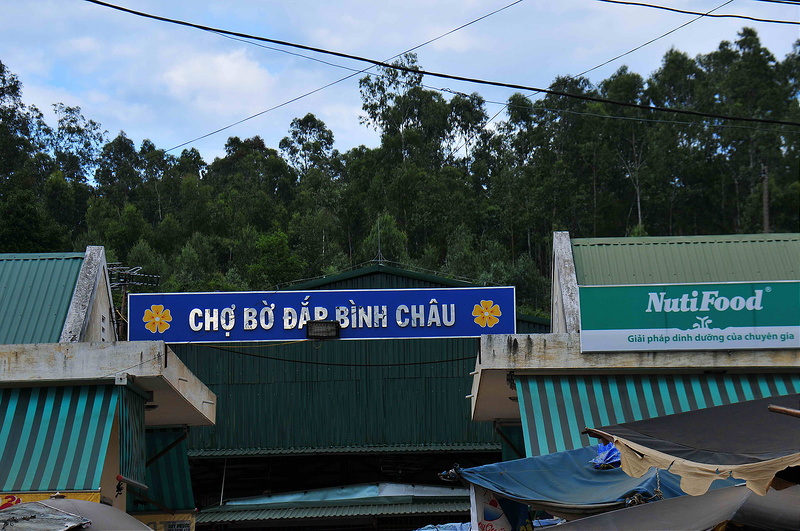 CHỢ BỜ ĐẮP BÌNH CHÂU
NutiFood®
Giải pháp dinh dưỡng của chuyên gia